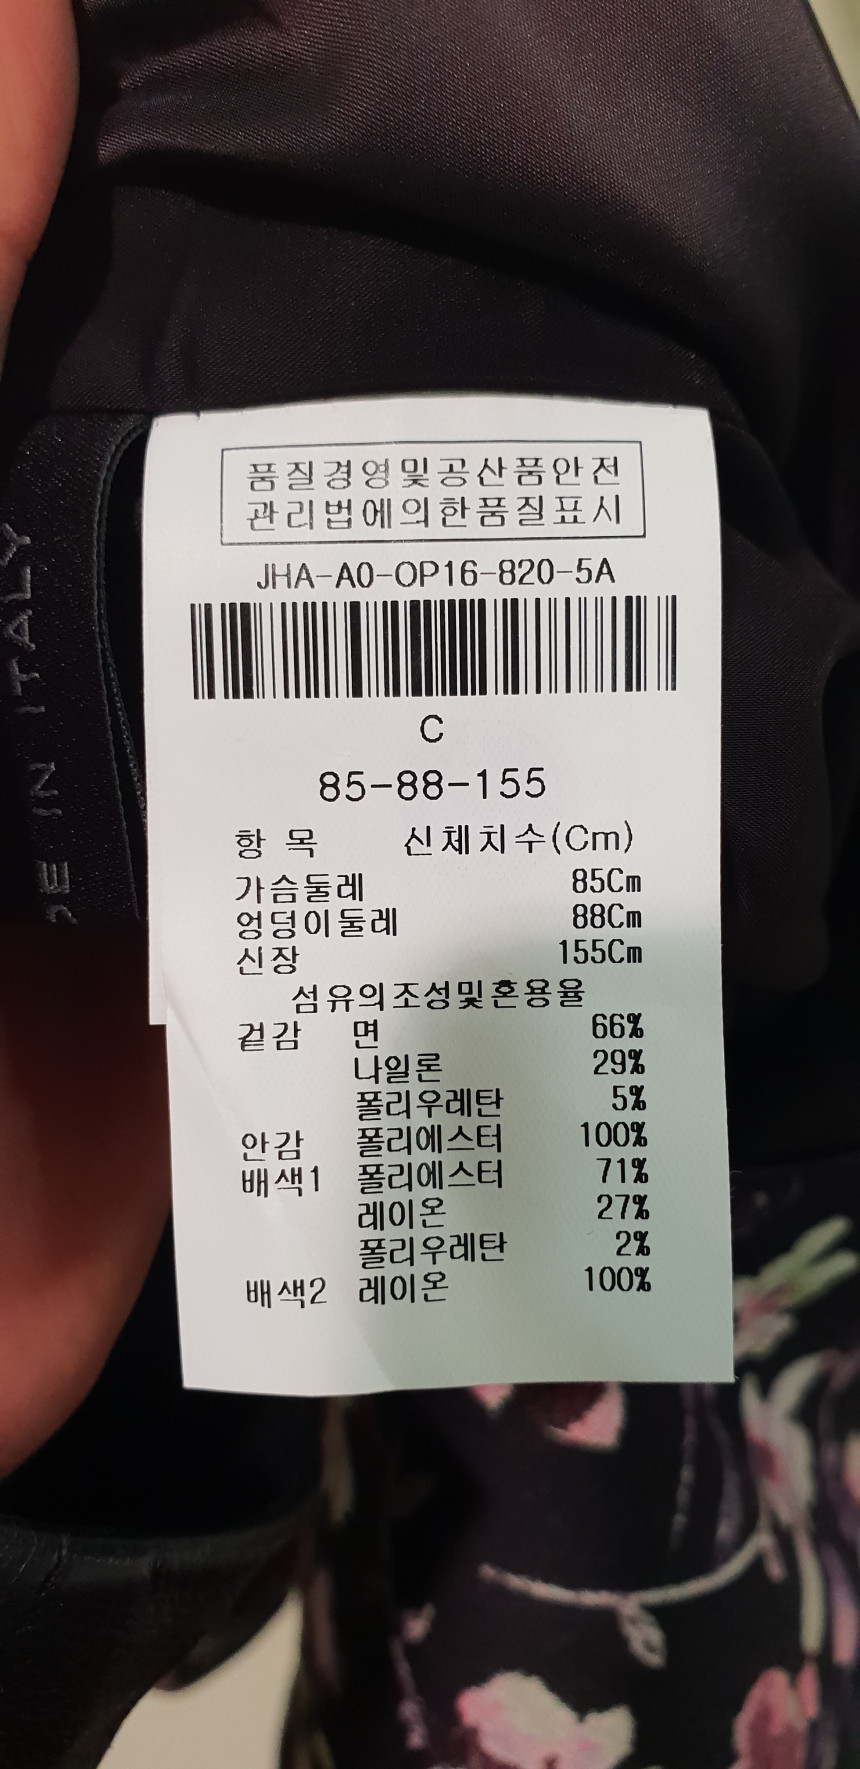 품질경영및공산품안전
관리법에의한품질표시
JHA-A0-OP16-820-5A
C
85-88-155
항 목 신체치수(Cm)
가슴둘레 85Cm
엉덩이둘레 88Cm
신장 155Cm
섬유의조성및혼용율
겉감 면 66%
나일론 29%
폴리우레탄 5%
안감 폴리에스터 100%
배색1 폴리에스터 71%
레이온 27%
폴리우레탄 2%
배색2 레이온 100%
IN ITALY